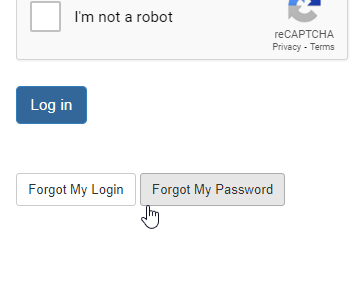 I'm not a robot
reCAPTCHA
Privacy - Terms
Log in
Forgot My Login
Forgot My Password